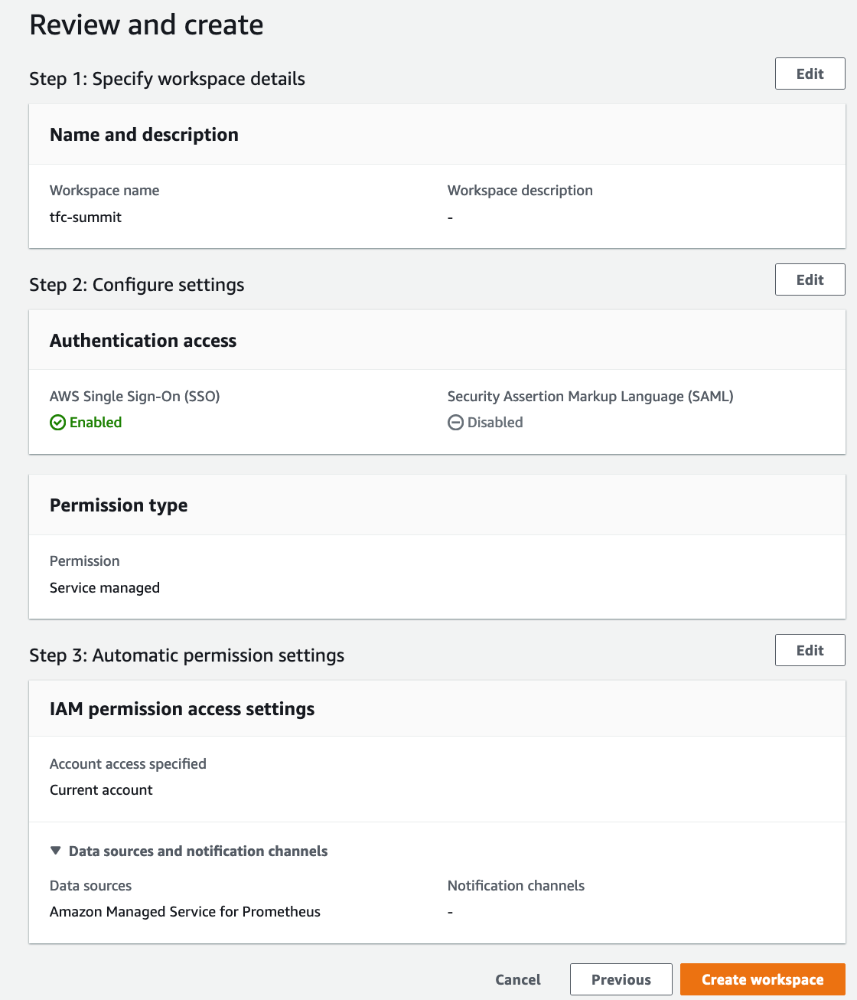 Review and create
Step 1: Specify workspace details
Edit
Name and description
Workspace name
Workspace description
tfc-summit
-
Step 2: Configure settings
Edit
Authentication access
AWS Single Sign-On (SSO)
Security Assertion Markup Language (SAML)
Enabled
Disabled
Permission type
Permission
Service managed
Step 3: Automatic permission settings
Edit
IAM permission access settings
Account access specified
Current account
Data sources and notification channels
Data sources
Notification channels
Amazon Managed Service for Prometheus
-
Cancel
Previous
Create workspace